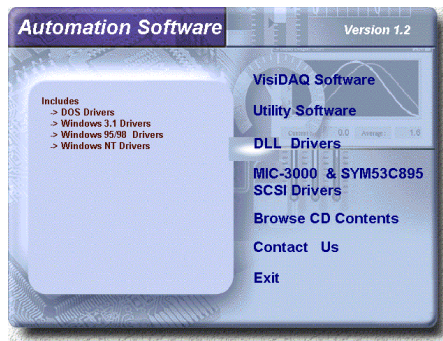 Automation Software
Version 1.2
Includes
-> DOS Drivers
-> Windows 3.1 Drivers
-> Windows 95/98 Drivers
-> Windows NT Drivers
VisiDAQ Software
Utility Software
DLL Drivers
0.0 Average: 1.0
MIC-3000 & SYM53C895
SCSI Drivers
Browse CD Contents
Contact Us
Exit